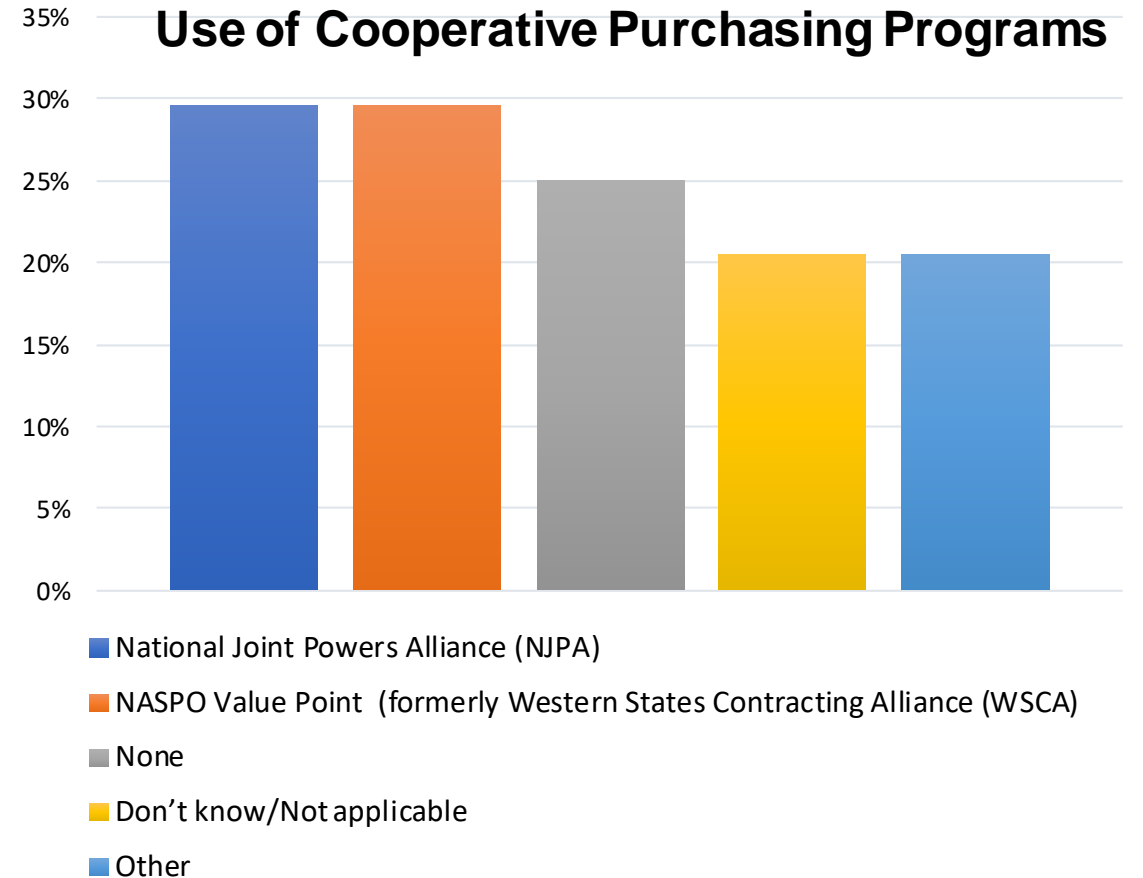 Use of Cooperative Purchasing Programs
35%
30%
25%
20%
15%
10%
5%
0%
National Joint Powers Alliance (NJPA)
NASPO Value Point  (formerly Western States Contracting Alliance (WSCA)
None
Don’t know/Not applicable
Other